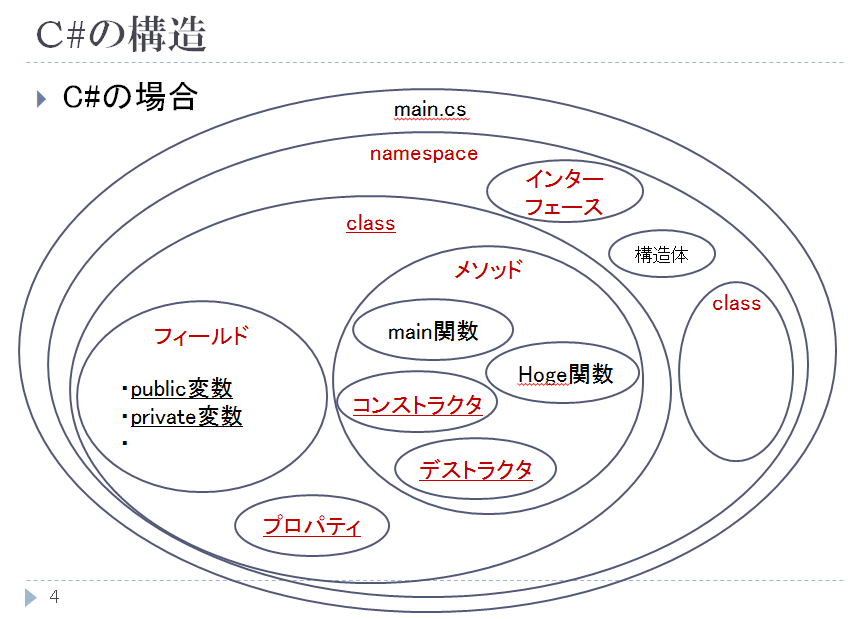 C#の構造
C#の場合
main.cs
namespace
インター
フェース
class
構造体
メソッド
class
main関数
フィールド
Hoge関数
・public変数
コンストラクタ
・private変数
・
デストラクタ
プロパティ
4